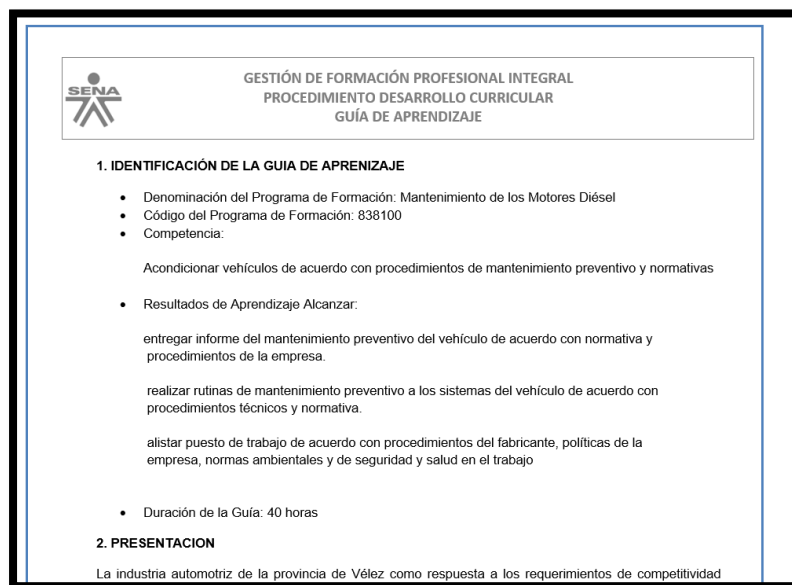 SENA
GESTIÓN DE FORMACIÓN PROFESIONAL INTEGRAL
PROCEDIMIENTO DESARROLLO CURRICULAR
GUÍA DE APRENDIZAJE
1. IDENTIFICACIÓN DE LA GUIA DE APRENIZAJE
• Denominación del Programa de Formación: Mantenimiento de los Motores Diésel
• Código del Programa de Formación: 838100
• Competencia:
Acondicionar vehículos de acuerdo con procedimientos de mantenimiento preventivo y normativas
• Resultados de Aprendizaje Alcanzar:
entregar informe del mantenimiento preventivo del vehículo de acuerdo con normativa y
procedimientos de la empresa.
realizar rutinas de mantenimiento preventivo a los sistemas del vehículo de acuerdo con
procedimientos técnicos y normativa.
alistar puesto de trabajo de acuerdo con procedimientos del fabricante, políticas de la
empresa, normas ambientales y de seguridad y salud en el trabajo
• Duración de la Guía: 40 horas
2. PRESENTACION
La industria automotriz de la provincia de Vélez como respuesta a los requerimientos de competitividad